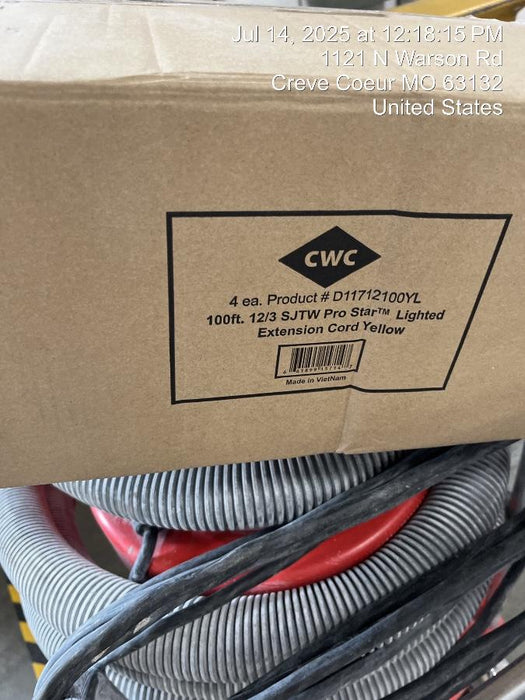 Jul 14, 2025 at 12:18:15 PM
1121 N Warson Rd
Creve Coeur MO 63132
United States
CWC
4 ea. Product # D11712100YL
100ft. 12/3 SJTW Pro Star™ Lighted
Extension Cord Yellow
Made in VietNam